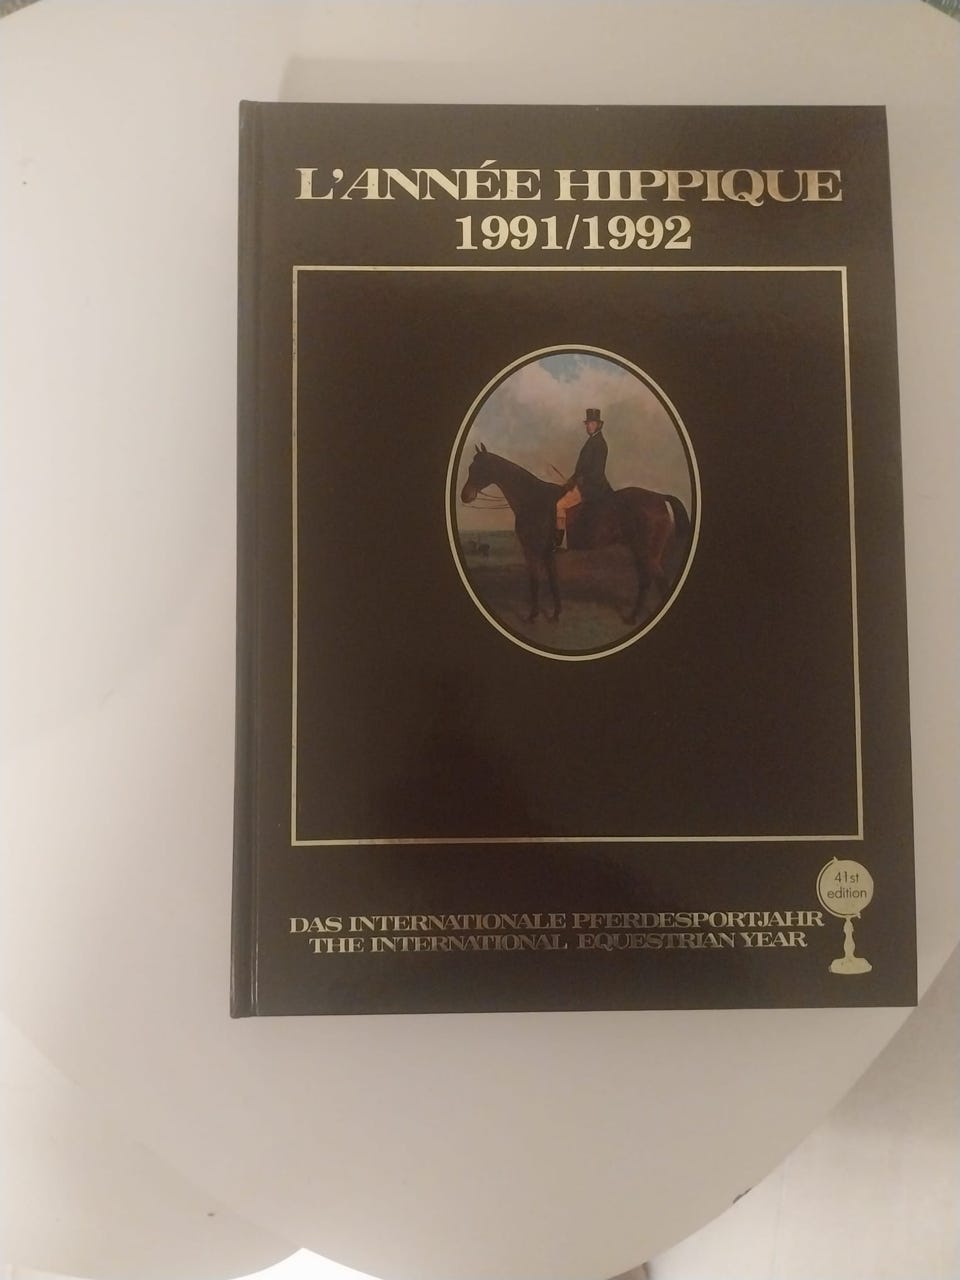 L'ANNÉE HIPPIQUE
1991/1992
41st
edition
DAS INTERNATIONALE PFERDESPORTJAHR
THE INTERNATIONAL EQUESTRIAN YEAR